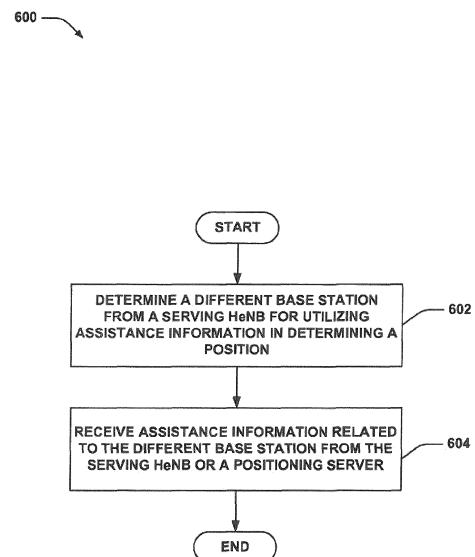 600
START
DETERMINE A DIFFERENT BASE STATION
FROM A SERVING HeNB FOR UTILIZING
ASSISTANCE INFORMATION IN DETERMINING A
POSITION
602
RECEIVE ASSISTANCE INFORMATION RELATED
TO THE DIFFERENT BASE STATION FROM THE
SERVING HeNB OR A POSITIONING SERVER
604
END